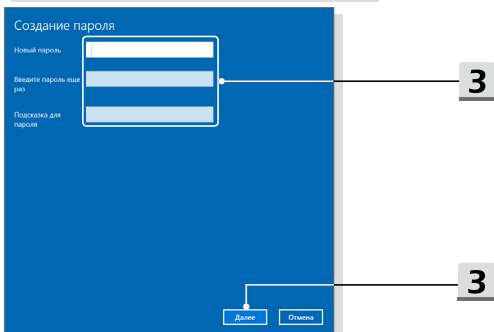 Создание пароля
Новый пароль
Введите пароль еще
раз
Подсказка для
пароля
3
3
Далее
Отмена